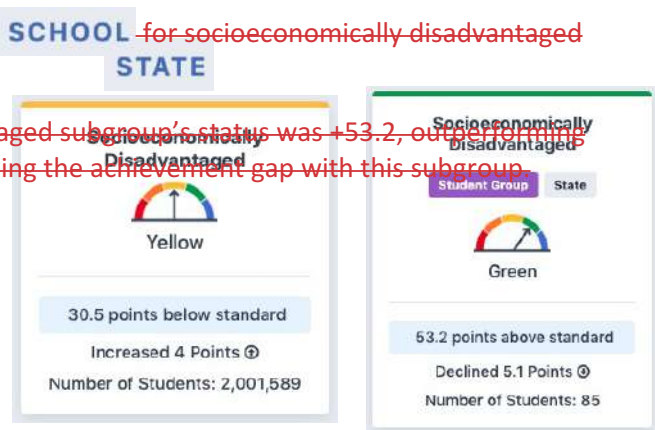 SCHOOL for socioeconomically disadvantaged
STATE
aged subgroup's status was +53.2, outperforming
ing the achievement gap with this subgroup.
Socioeconomically
Disadvantaged
Yellow
30.5 points below standard
Increased 4 Points
Number of Students: 2,001,589
Socioeconomically
Disadvantaged
Student Group State
Green
53.2 points above standard
Declined 5.1 Points
Number of Students: 85